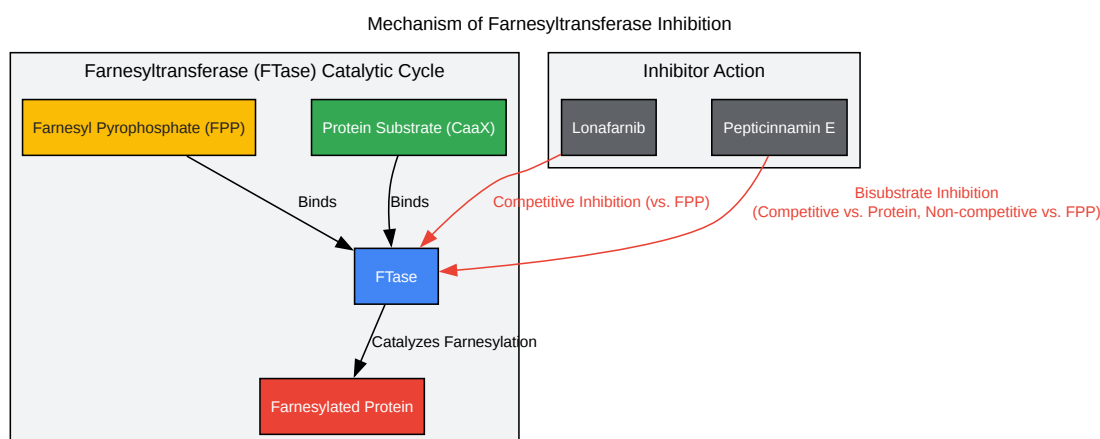 Mechanism of Farnesyltransferase Inhibition
Farnesyltransferase (FTase) Catalytic Cycle
Inhibitor Action
Farnesyl Pyrophosphate (FPP)
Protein Substrate (CaaX)
Lonafarnib
Pepticinnamin E
Binds
Binds
Competitive Inhibition (vs. FPP)
Bisubstrate Inhibition
(Competitive vs. Protein, Non-competitive vs. FPP)
FTase
Catalyzes Farnesylation
Farnesylated Protein